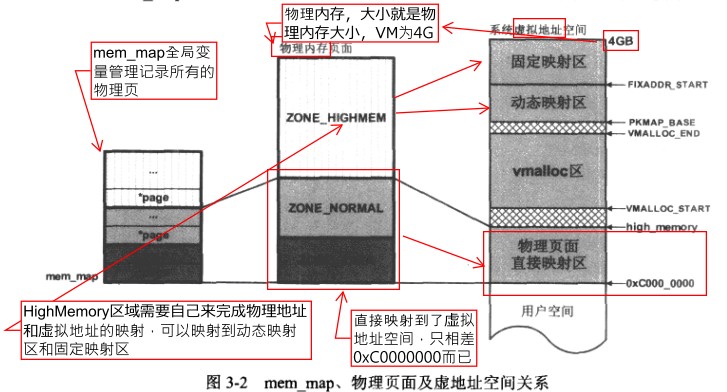 物理内存，大小就是物
理内存大小，VM为4G
系统虚拟地址空间
4GB
mem_map全局变
量管理记录所有的
物理页
物理内存页面
固定映射区
FIXADDR_START
动态映射区
PKMAP_BASE
VMALLOC_END
ZONE_HIGHMEM
vmalloc区
...
*page
...
*page
ZONE_NORMAL
VMALLOC_START
high_memory
物理页面
直接映射区
mem_map
0xC000_0000
HighMemory区域需要自己来完成物理地址
和虚拟地址的映射，可以映射到动态映射
区和固定映射区
直接映射到了虚拟
地址空间，只相差
0xC0000000而已
用户空间
图 3-2 mem_map、物理页面及虚地址空间关系